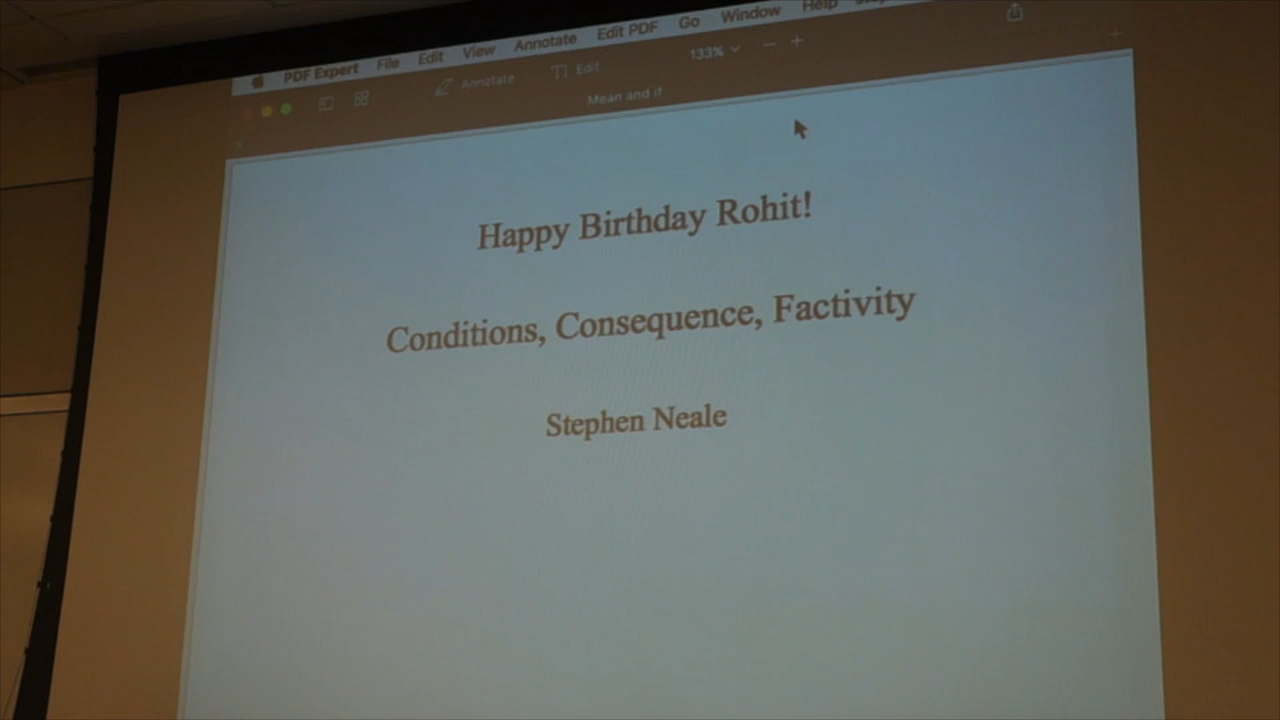 PDF Expert File Edit View Annotate Edit PDF Go Window Help
Annotate Edit 133%
Mean and if
Happy Birthday Rohit!
Conditions, Consequence, Factivity
Stephen Neale